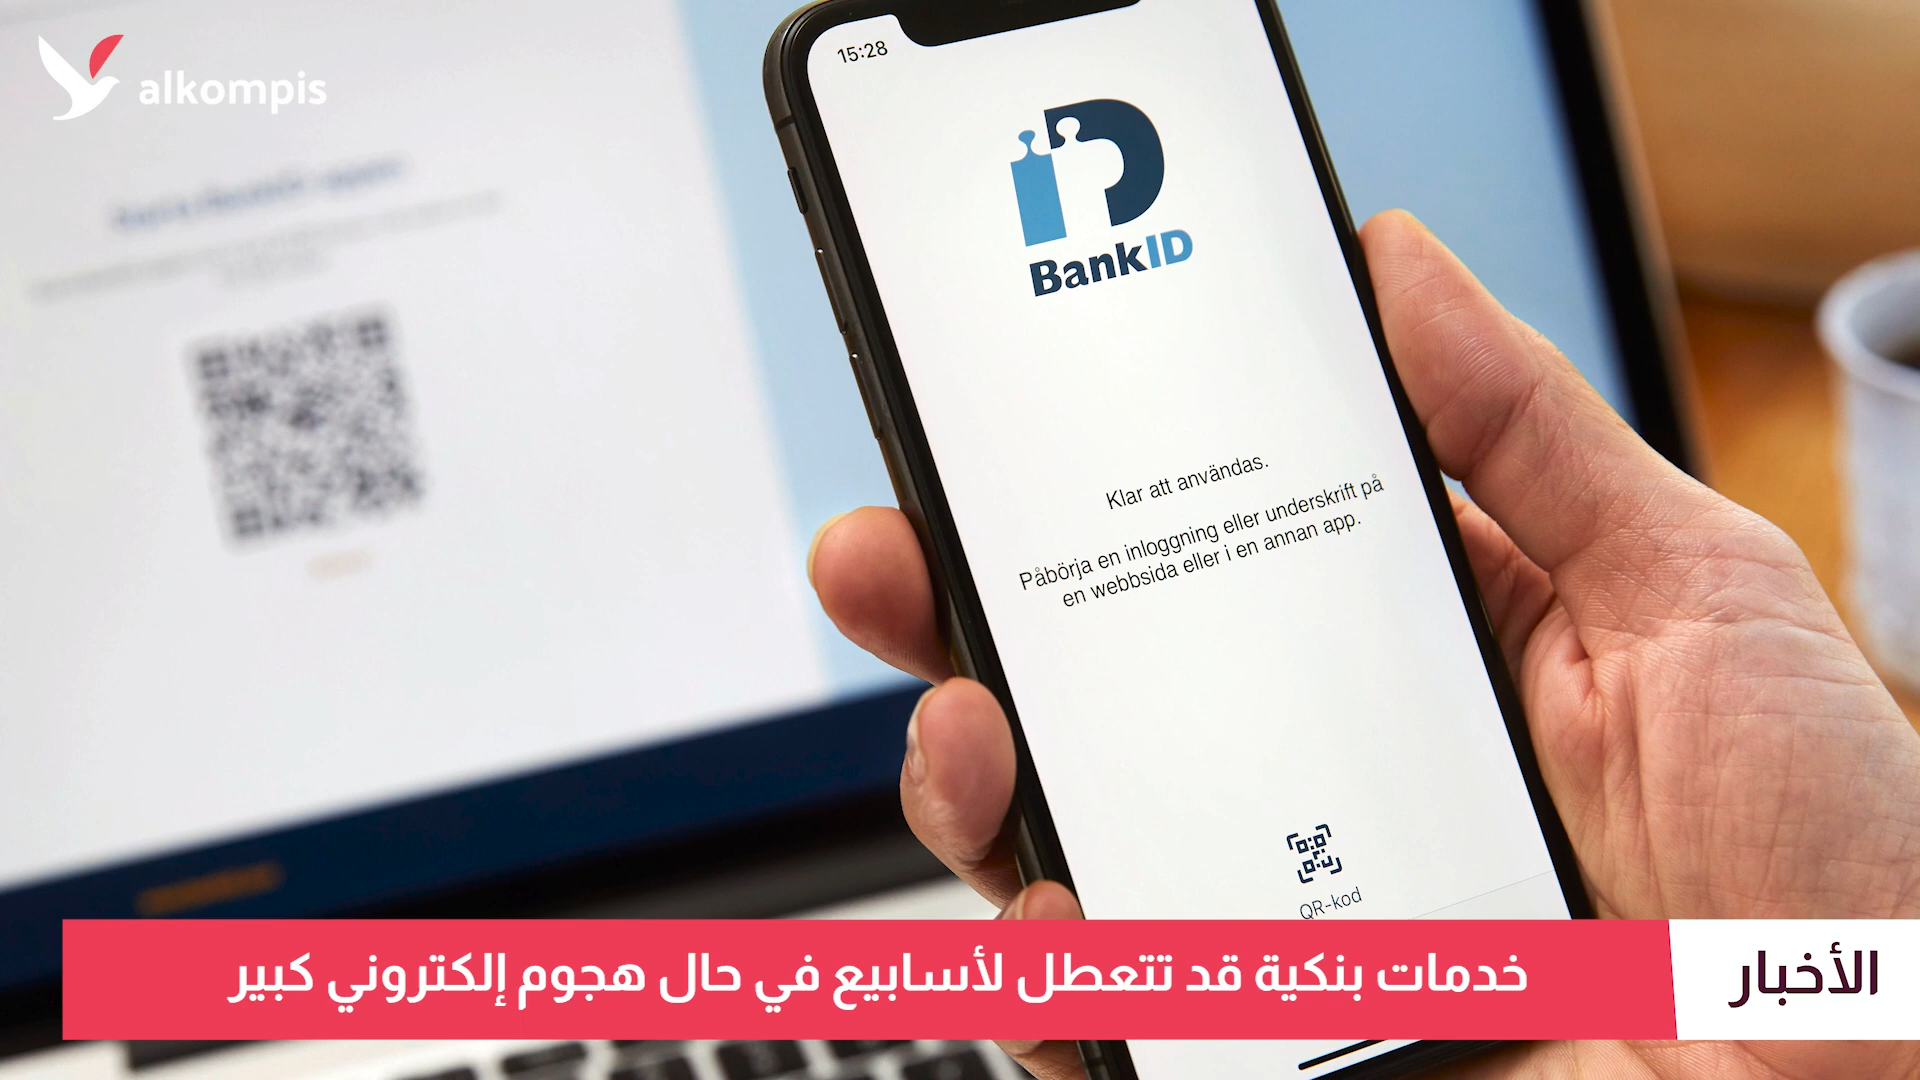 alkompis
15:28
BankID
Klar att användas.
Påbörja en inloggning eller underskrift på
en webbsida eller i en annan app.
QR-kod
الأخبار
خدمات بنكية قد تتعطل لأسابيع في حال هجوم إلكتروني كبير